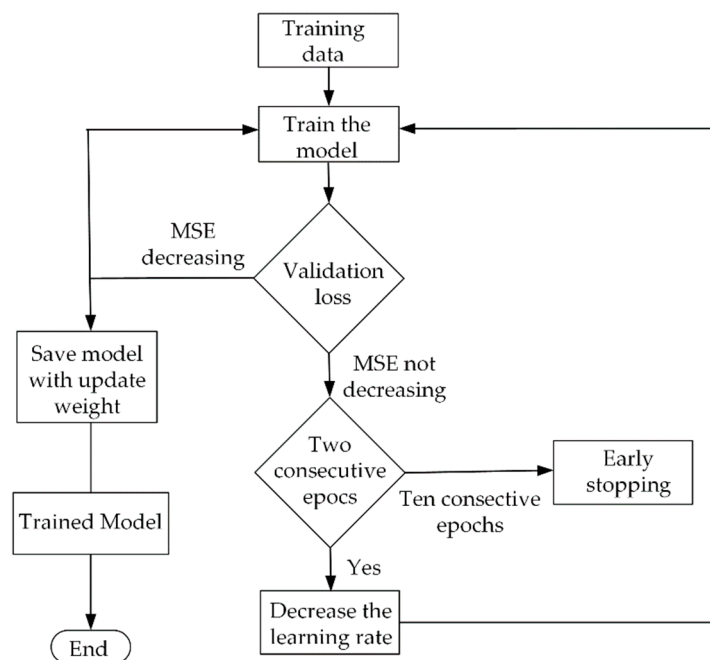 Training
data
Train the
model
MSE
decreasing
Validation
loss
Save model
with update
weight
MSE not
decreasing
Two
consecutive
epocs
Early
stopping
Ten consective
epochs
Trained Model
Yes
Decrease the
learning rate
End